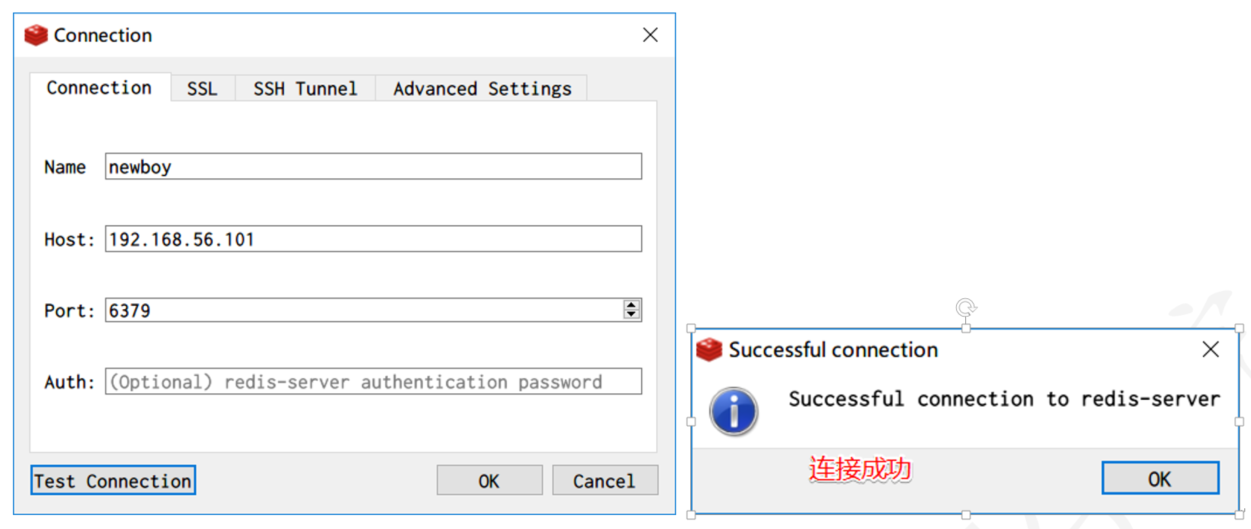 Connection
Connection SSL SSH Tunnel Advanced Settings
Name newboy
Host: 192.168.56.101
Port: 6379
Auth: (Optional) redis-server authentication password
Test Connection OK Cancel
Successful connection
Successful connection to redis-server
连接成功
OK